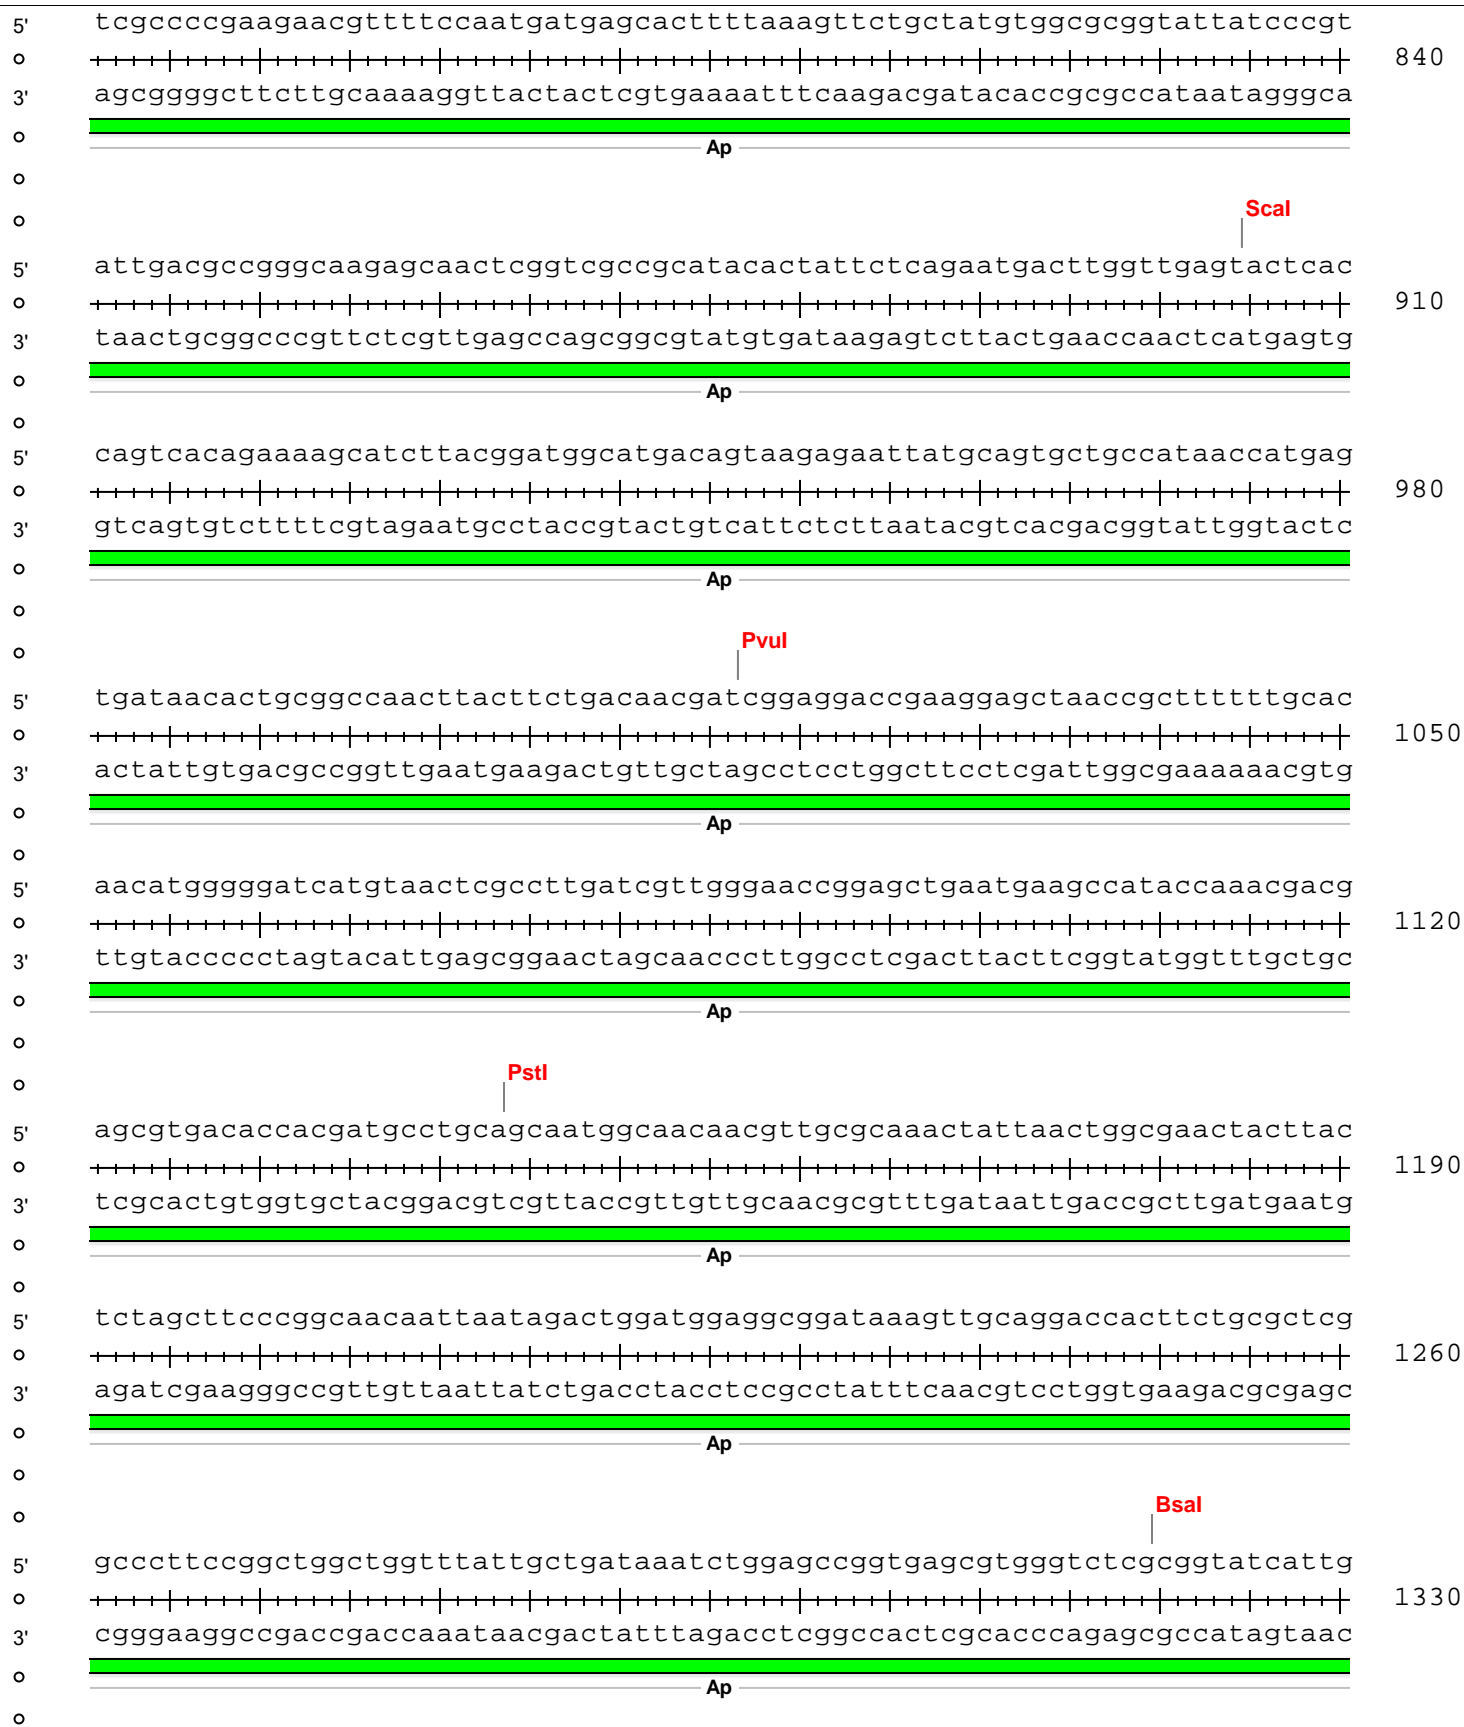 5' tcgccccgaagaacgttttccaatgatgagcacttttaaagttctgctatgtggcgcggtattatcccgt
840
3' agcggggcttcttgcaaaaggttactactcgtgaaaatttcaagacgatacaccgcgccataatagggca
Ap
ScaI
5' attgacgccgggcaagagcaactcggtcgccgcatacactattctcagaatgacttggttgagtactcac
910
3' taactgcggcccgttctcgttgagccagcggcgtatgtgataagagtcttactgaaccaactcatgagtg
Ap
5' cagtcacagaaaagcatcttacggatggcatgacagtaagagaattatgcagtgctgccataaccatgag
980
3' gtcagtgtcttttcgtagaatgcctaccgtactgtcattctcttaatacgtcacgacggtattggtactc
Ap
PvuI
5' tgataacactgcggccaacttacttctgacaacgatcggaggaccgaaggagctaaccgcttttttgcac
1050
3' actattgtgacgccggttgaatgaagactgttgctagcctcctggcttcctcgattggcgaaaaaacgtg
Ap
5' aacatgggggatcatgtaactcgccttgatcgttgggaaccggagctgaatgaagccataccaaacgacg
1120
3' ttgtaccccctagtacattgagcggaactagcaacccttggcctcgacttacttcggtatggtttgctgc
Ap
PstI
5' agcgtgacaccacgatgcctgcagcaatggcaacaacgttgcgcaaactattaactggcgaactacttac
1190
3' tcgcactgtggtgctacggacgtcgttaccgttgttgcaacgcgtttgataattgaccgcttgatgaatg
Ap
5' tctagcttcccggcaacaattaatagactggatggaggcggataaagttgcaggaccacttctgcgctcg
1260
3' agatcgaagggccgttgttaattatctgacctacctccgcctatttcaacgtcctggtgaagacgcgagc
Ap
BsaI
5' gcccttccggctggctggtttattgctgataaatctggagccggtgagcgtgggtctcgcggtatcattg
1330
3' cgggaaggccgaccgaccaaataacgactatttagacctcggccactcgcacccagagcgccatagtaac
Ap